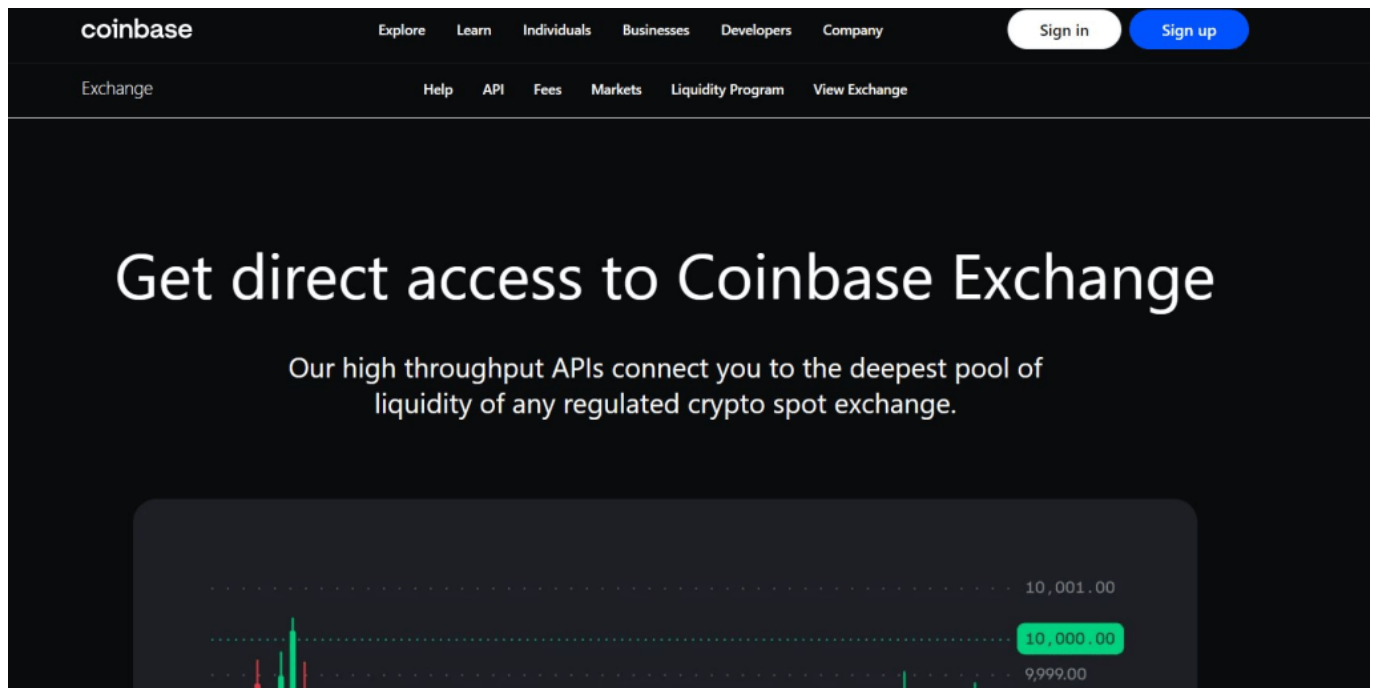 coinbase Explore Learn Individuals Businesses Developers Company Sign in Sign up
Exchange Help API Fees Markets Liquidity Program View Exchange
Get direct access to Coinbase Exchange
Our high throughput APIs connect you to the deepest pool of
liquidity of any regulated crypto spot exchange.
10,001.00
10,000.00
9,999.00